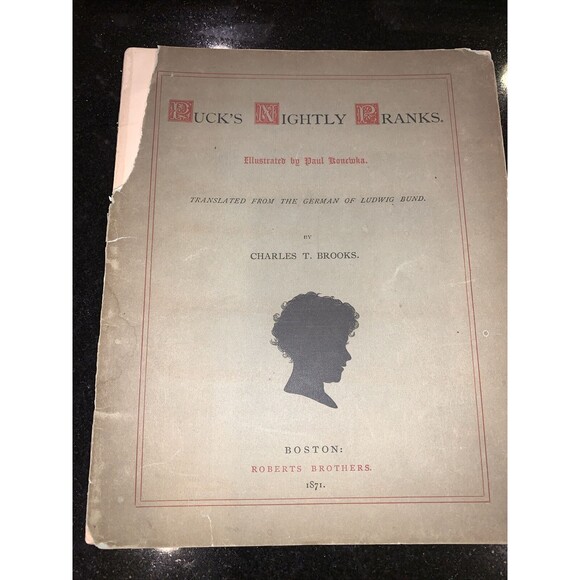 PUCK'S NIGHTLY PRANKS.
Illustrated by Paul Konewka.
TRANSLATED FROM THE GERMAN OF LUDWIG BUND.
BY
CHARLES T. BROOKS.
BOSTON:
ROBERTS BROTHERS.
1871.